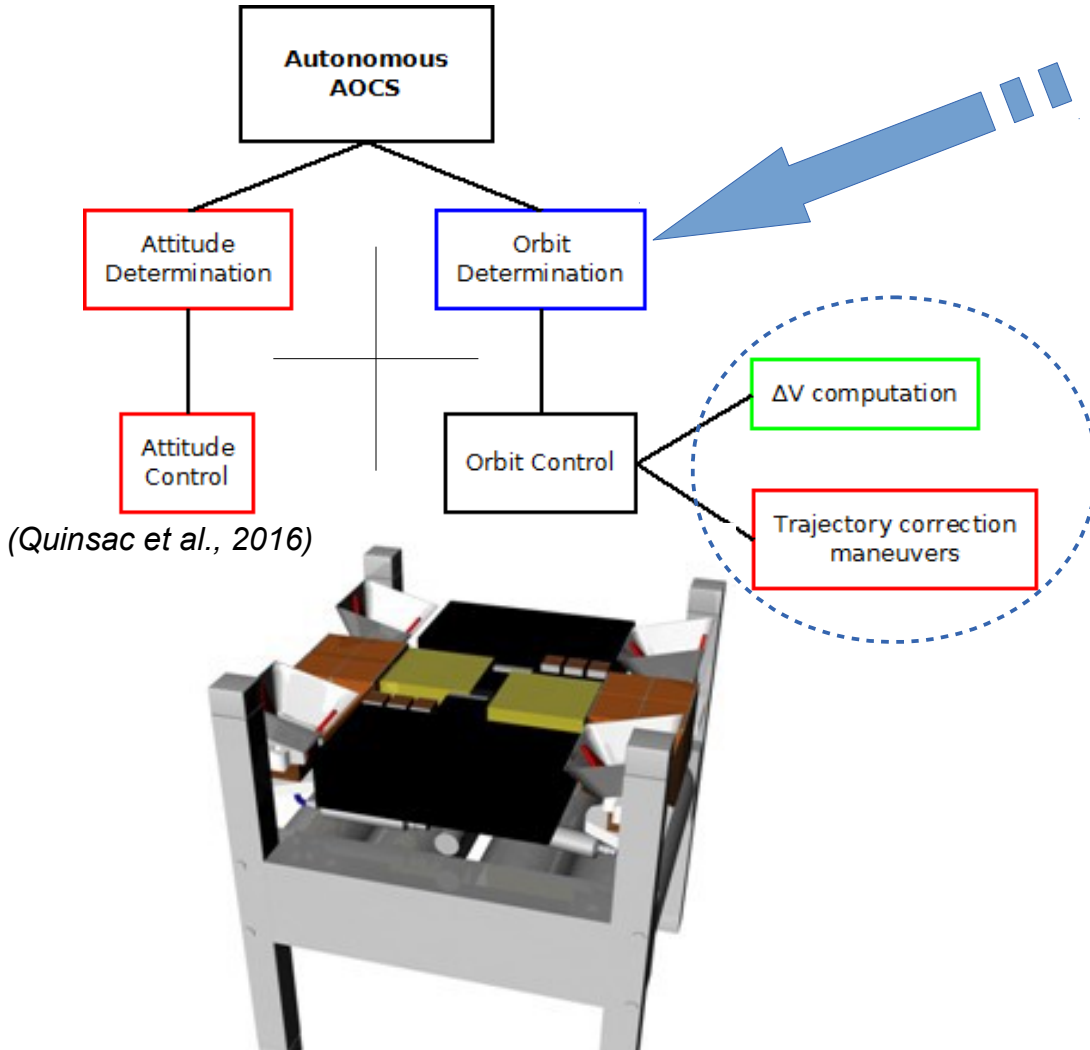 Autonomous
AOCS
Attitude
Determination
Orbit
Determination
ΔV computation
Attitude
Control
Orbit Control
Trajectory correction
maneuvers
(Quinsac et al., 2016)